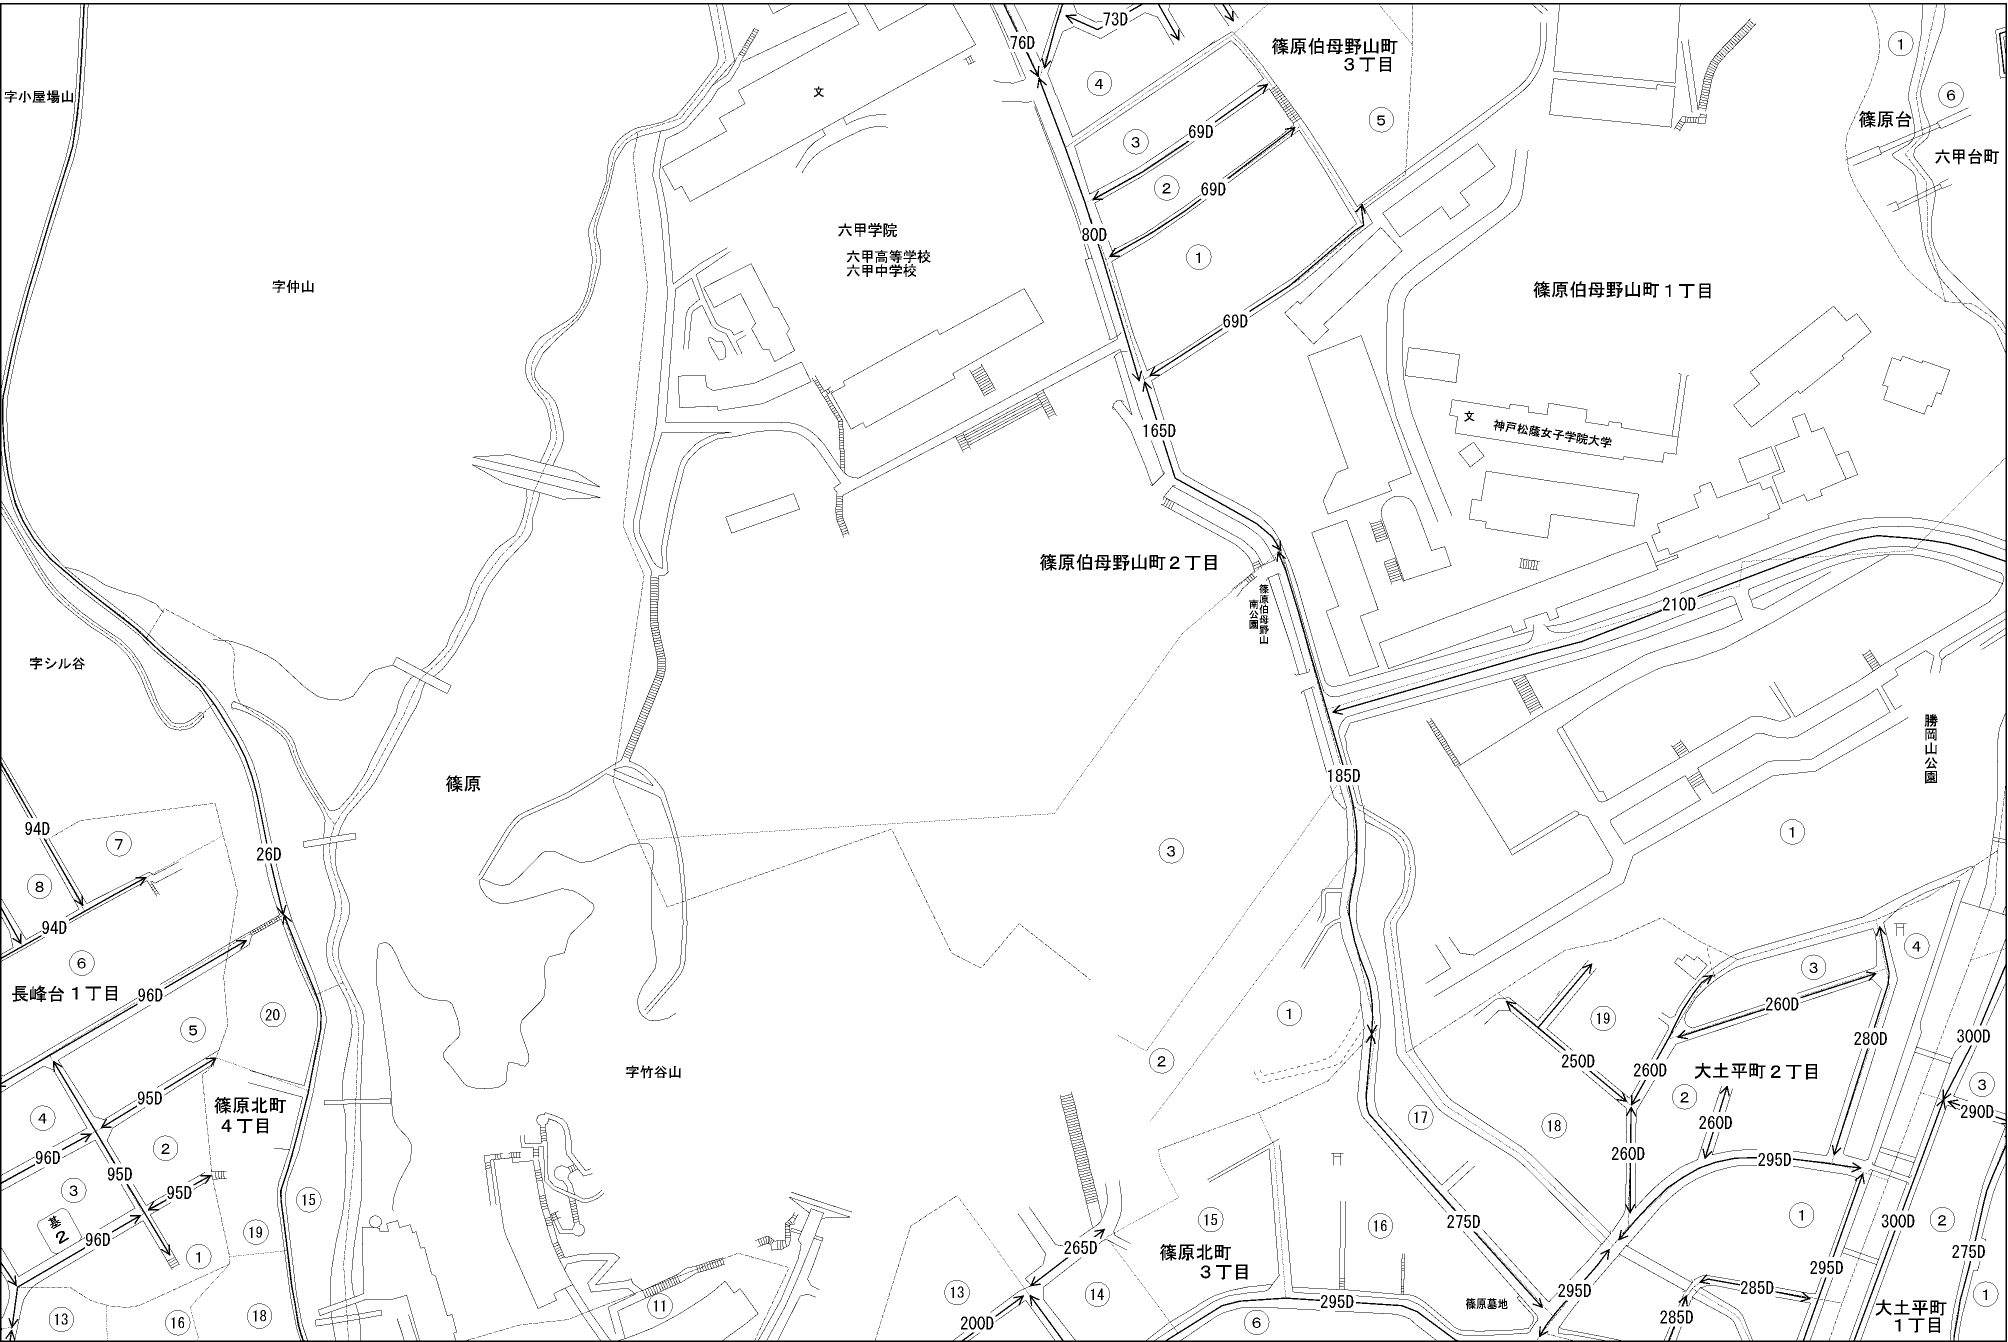 73D
76D
篠原伯母野山町
3丁目
1
4
5
6
字小屋場山
文
篠原台
六甲台町
3
69D
2
69D
80D
六甲学院
六甲高等学校
六甲中学校
1
字仲山
篠原伯母野山町1丁目
69D
165D
文
神戸松蔭女子学院大学
篠原伯母野山町2丁目
篠原伯母野山
南公園
210D
字シル谷
勝岡山公園
185D
篠原
94D
7
26D
3
1
8
94D
6
4
3
長峰台1丁目
96D
260D
20
5
1
19
280D
300D
2
250D
260D
字竹谷山
大土平町2丁目
3
95D
篠原北町
4丁目
4
2
290D
17
18
260D
2
96D
95D
260D
295D
3
95D
15
基
2
96D
19
1
15
16
275D
1
300D
2
265D
篠原北町
3丁目
275D
295D
285D
295D
13
14
295D
篠原墓地
1
13
16
18
11
200D
6
285D
大土平町
1丁目